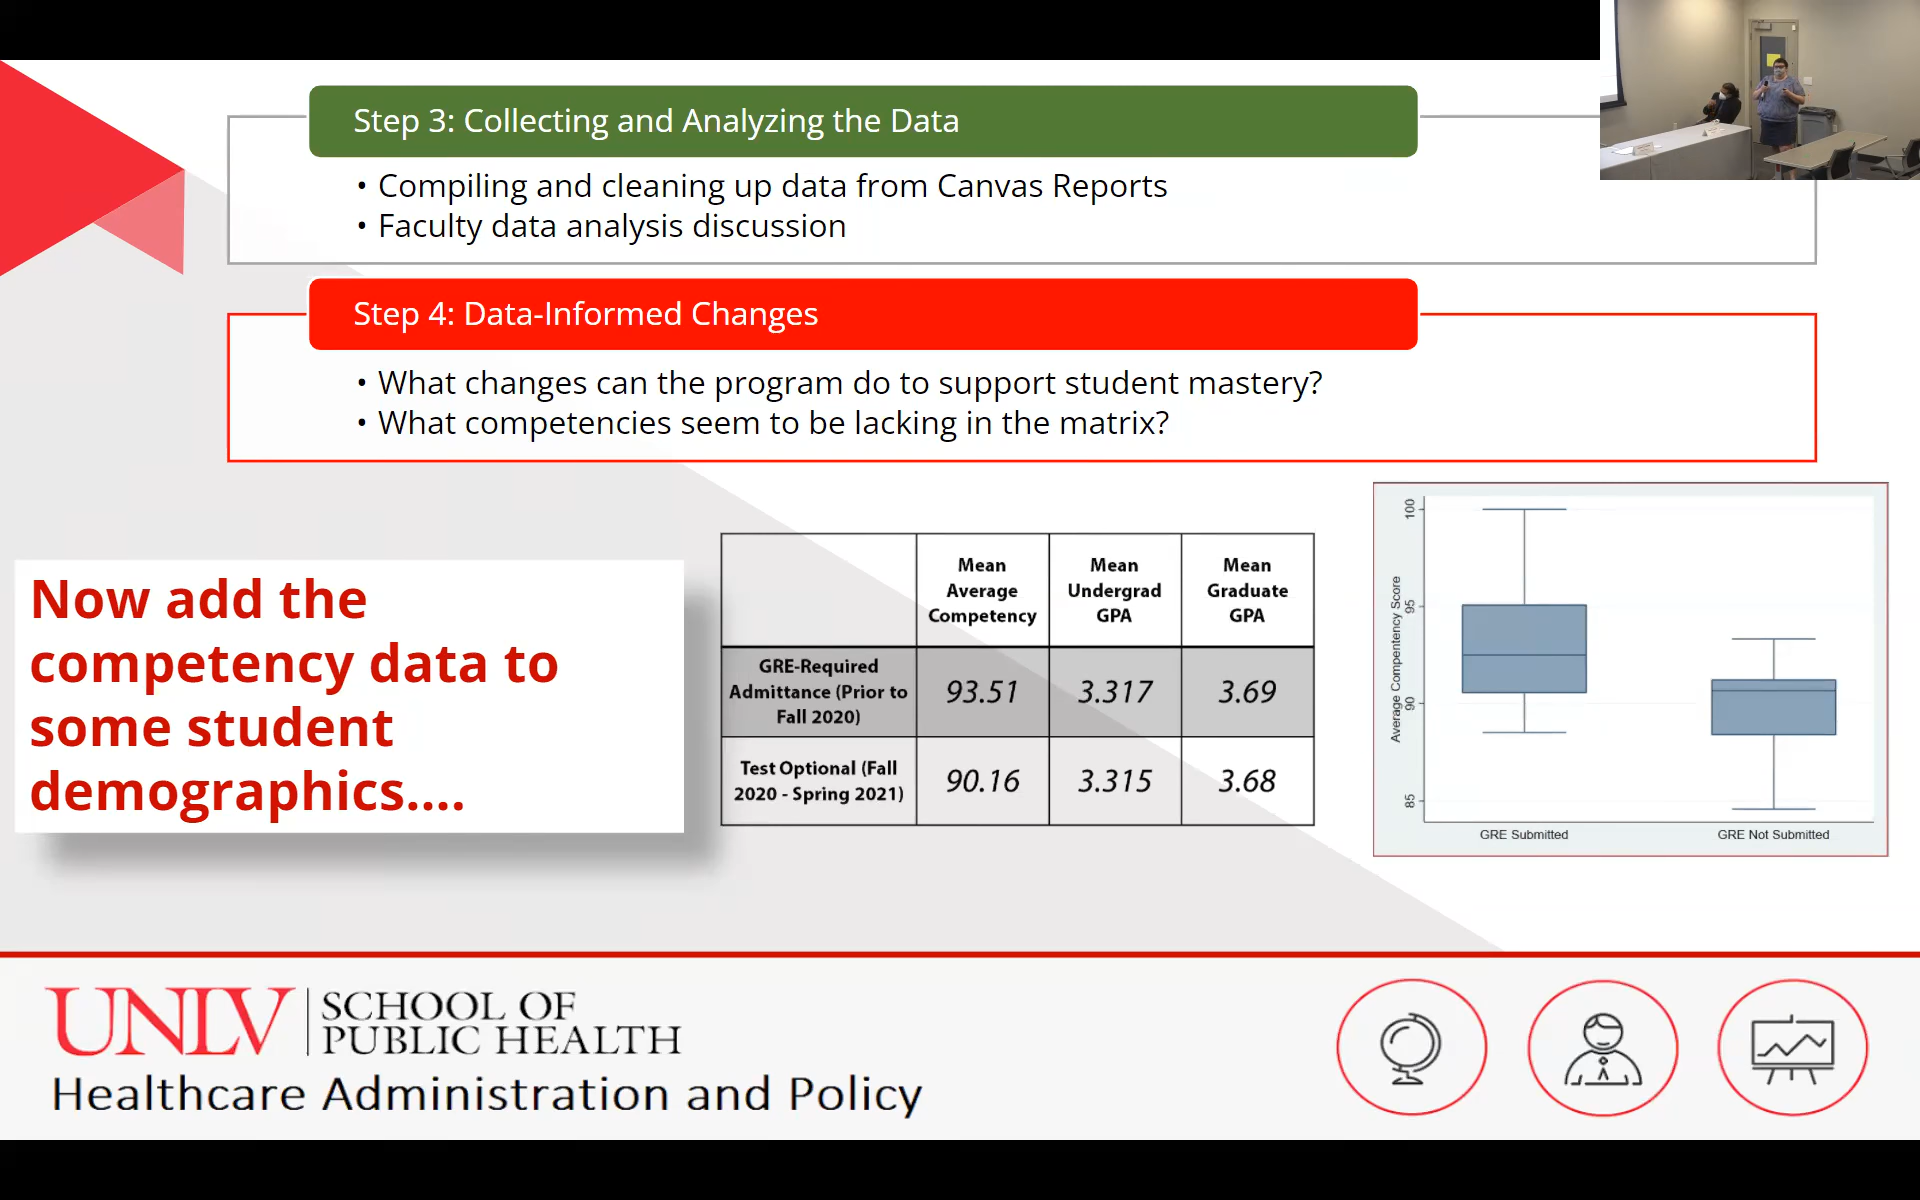 Step 3: Collecting and Analyzing the Data
• Compiling and cleaning up data from Canvas Reports
• Faculty data analysis discussion
Step 4: Data-Informed Changes
• What changes can the program do to support student mastery?
• What competencies seem to be lacking in the matrix?
Now add the
competency data to
some student
demographics....
Mean
Average
Competency
Mean
Undergrad
GPA
Mean
Graduate
GPA
GRE-Required
Admittance (Prior to
Fall 2020)
93.51
3.317
3.69
Test Optional (Fall
2020 - Spring 2021)
90.16
3.315
3.68
Average Compentency Score
100
95
90
85
GRE Submitted
GRE Not Submitted
UNLV
SCHOOL OF
PUBLIC HEALTH
Healthcare Administration and Policy